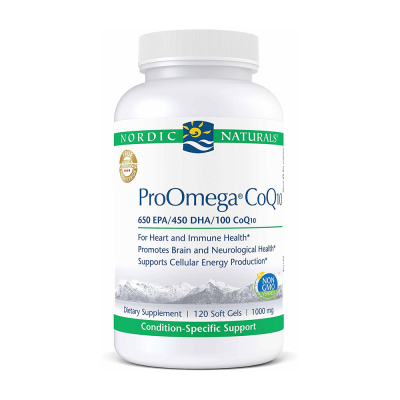 NORDIC NATURALS®
ProOmega® CoQ10
650 EPA/450 DHA/100 CoQ10
For Heart and Immune Health*
Promotes Brain and Neurological Health*
Supports Cellular Energy Production*
NON
GMO
Dietary Supplement | 120 Soft Gels | 1000 mg
Condition-Specific Support